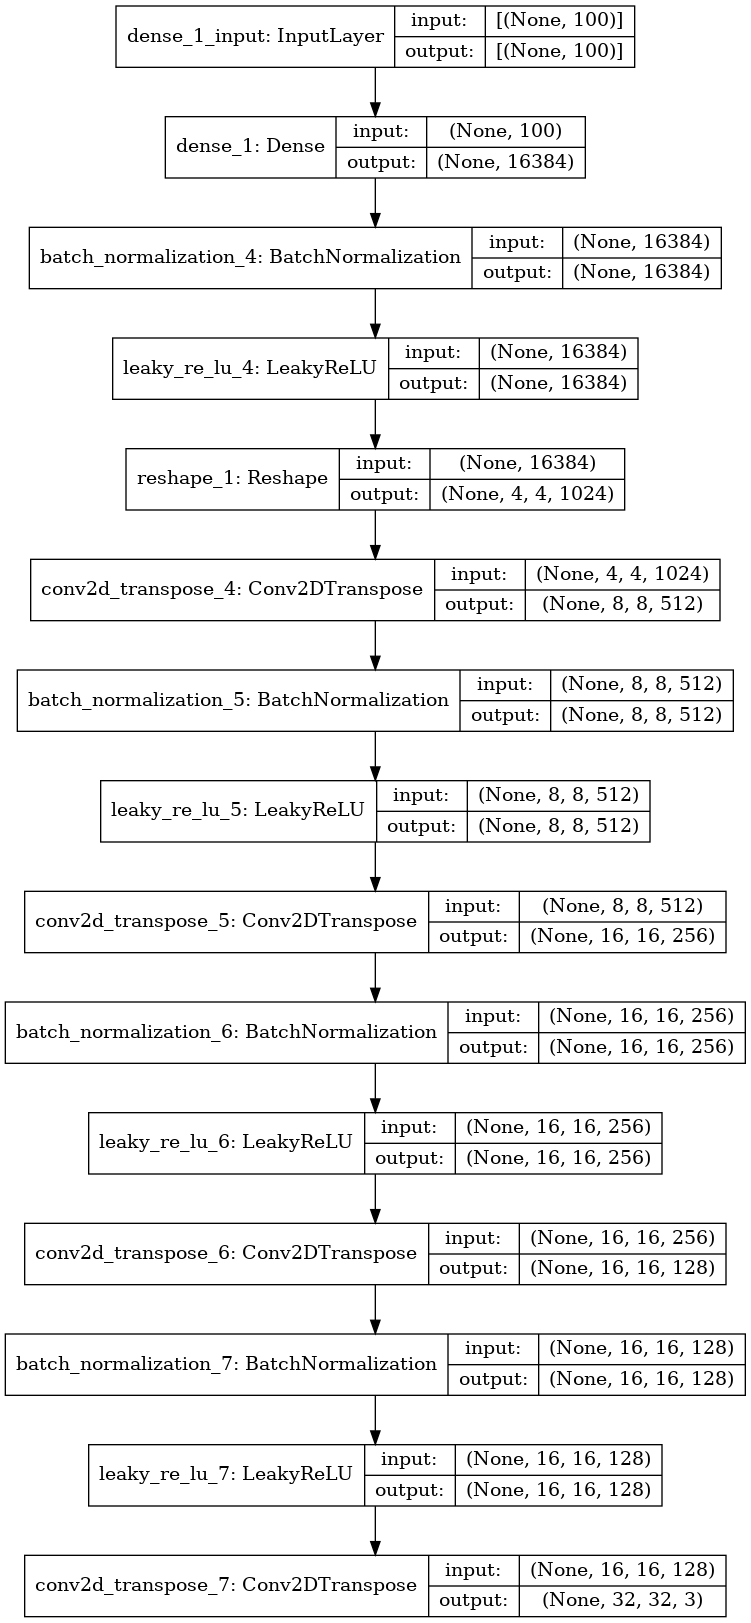 dense_1_input: InputLayer
input: [(None, 100)]
output: [(None, 100)]
dense_1: Dense
input: (None, 100)
output: (None, 16384)
batch_normalization_4: BatchNormalization
input: (None, 16384)
output: (None, 16384)
leaky_re_lu_4: LeakyReLU
input: (None, 16384)
output: (None, 16384)
reshape_1: Reshape
input: (None, 16384)
output: (None, 4, 4, 1024)
conv2d_transpose_4: Conv2DTranspose
input: (None, 4, 4, 1024)
output: (None, 8, 8, 512)
batch_normalization_5: BatchNormalization
input: (None, 8, 8, 512)
output: (None, 8, 8, 512)
leaky_re_lu_5: LeakyReLU
input: (None, 8, 8, 512)
output: (None, 8, 8, 512)
conv2d_transpose_5: Conv2DTranspose
input: (None, 8, 8, 512)
output: (None, 16, 16, 256)
batch_normalization_6: BatchNormalization
input: (None, 16, 16, 256)
output: (None, 16, 16, 256)
leaky_re_lu_6: LeakyReLU
input: (None, 16, 16, 256)
output: (None, 16, 16, 256)
conv2d_transpose_6: Conv2DTranspose
input: (None, 16, 16, 256)
output: (None, 16, 16, 128)
batch_normalization_7: BatchNormalization
input: (None, 16, 16, 128)
output: (None, 16, 16, 128)
leaky_re_lu_7: LeakyReLU
input: (None, 16, 16, 128)
output: (None, 16, 16, 128)
conv2d_transpose_7: Conv2DTranspose
input: (None, 16, 16, 128)
output: (None, 32, 32, 3)